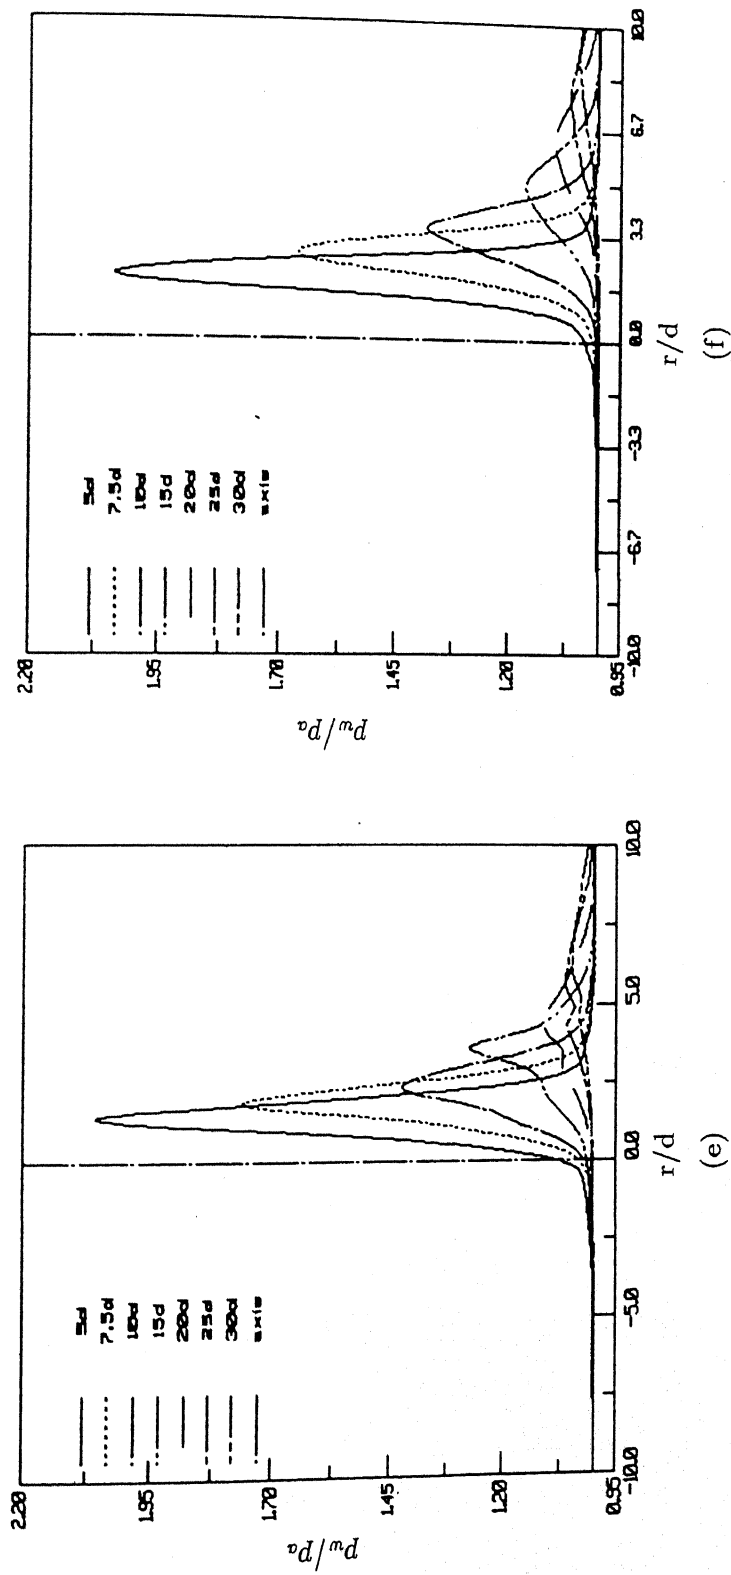 2.20
1.95
1.70
1.45
1.20
0.95
p_w/p_a
5d
7.5d
10d
15d
20d
25d
30d
axis
-10.0
-5.0
0.0
5.0
10.0
r/d
(e)
2.20
1.95
1.70
1.45
1.20
0.95
p_w/p_a
5d
7.5d
10d
15d
20d
25d
30d
axis
-10.0
-6.7
-3.3
0.0
3.3
6.7
10.0
r/d
(f)